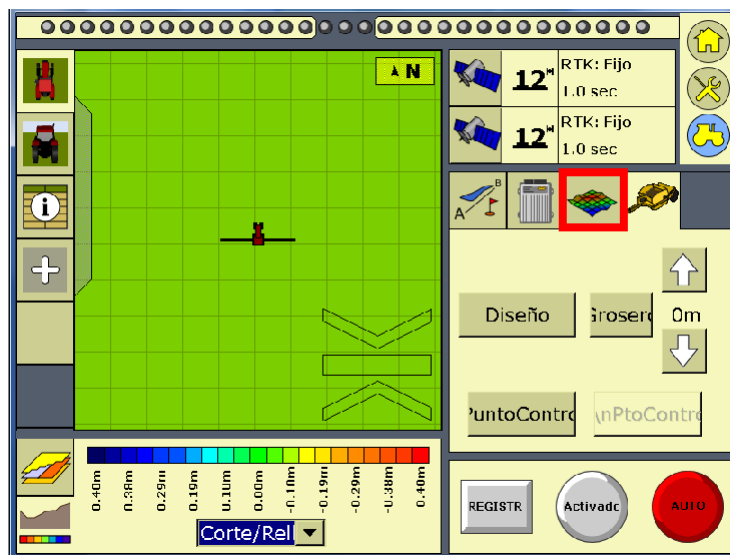 N
12"
RTK: Fijo
1.0 sec
12"
RTK: Fijo
1.0 sec
A
B
i
Diseño
Grosero
0m
PuntoContro
\nPtoContro
0.40m
0.38m
0.29m
0.19m
0.10m
0.00m
-0.10m
-0.19m
-0.29m
-0.38m
0.40m
Corte/Rell
REGISTR
Activado
AUTO